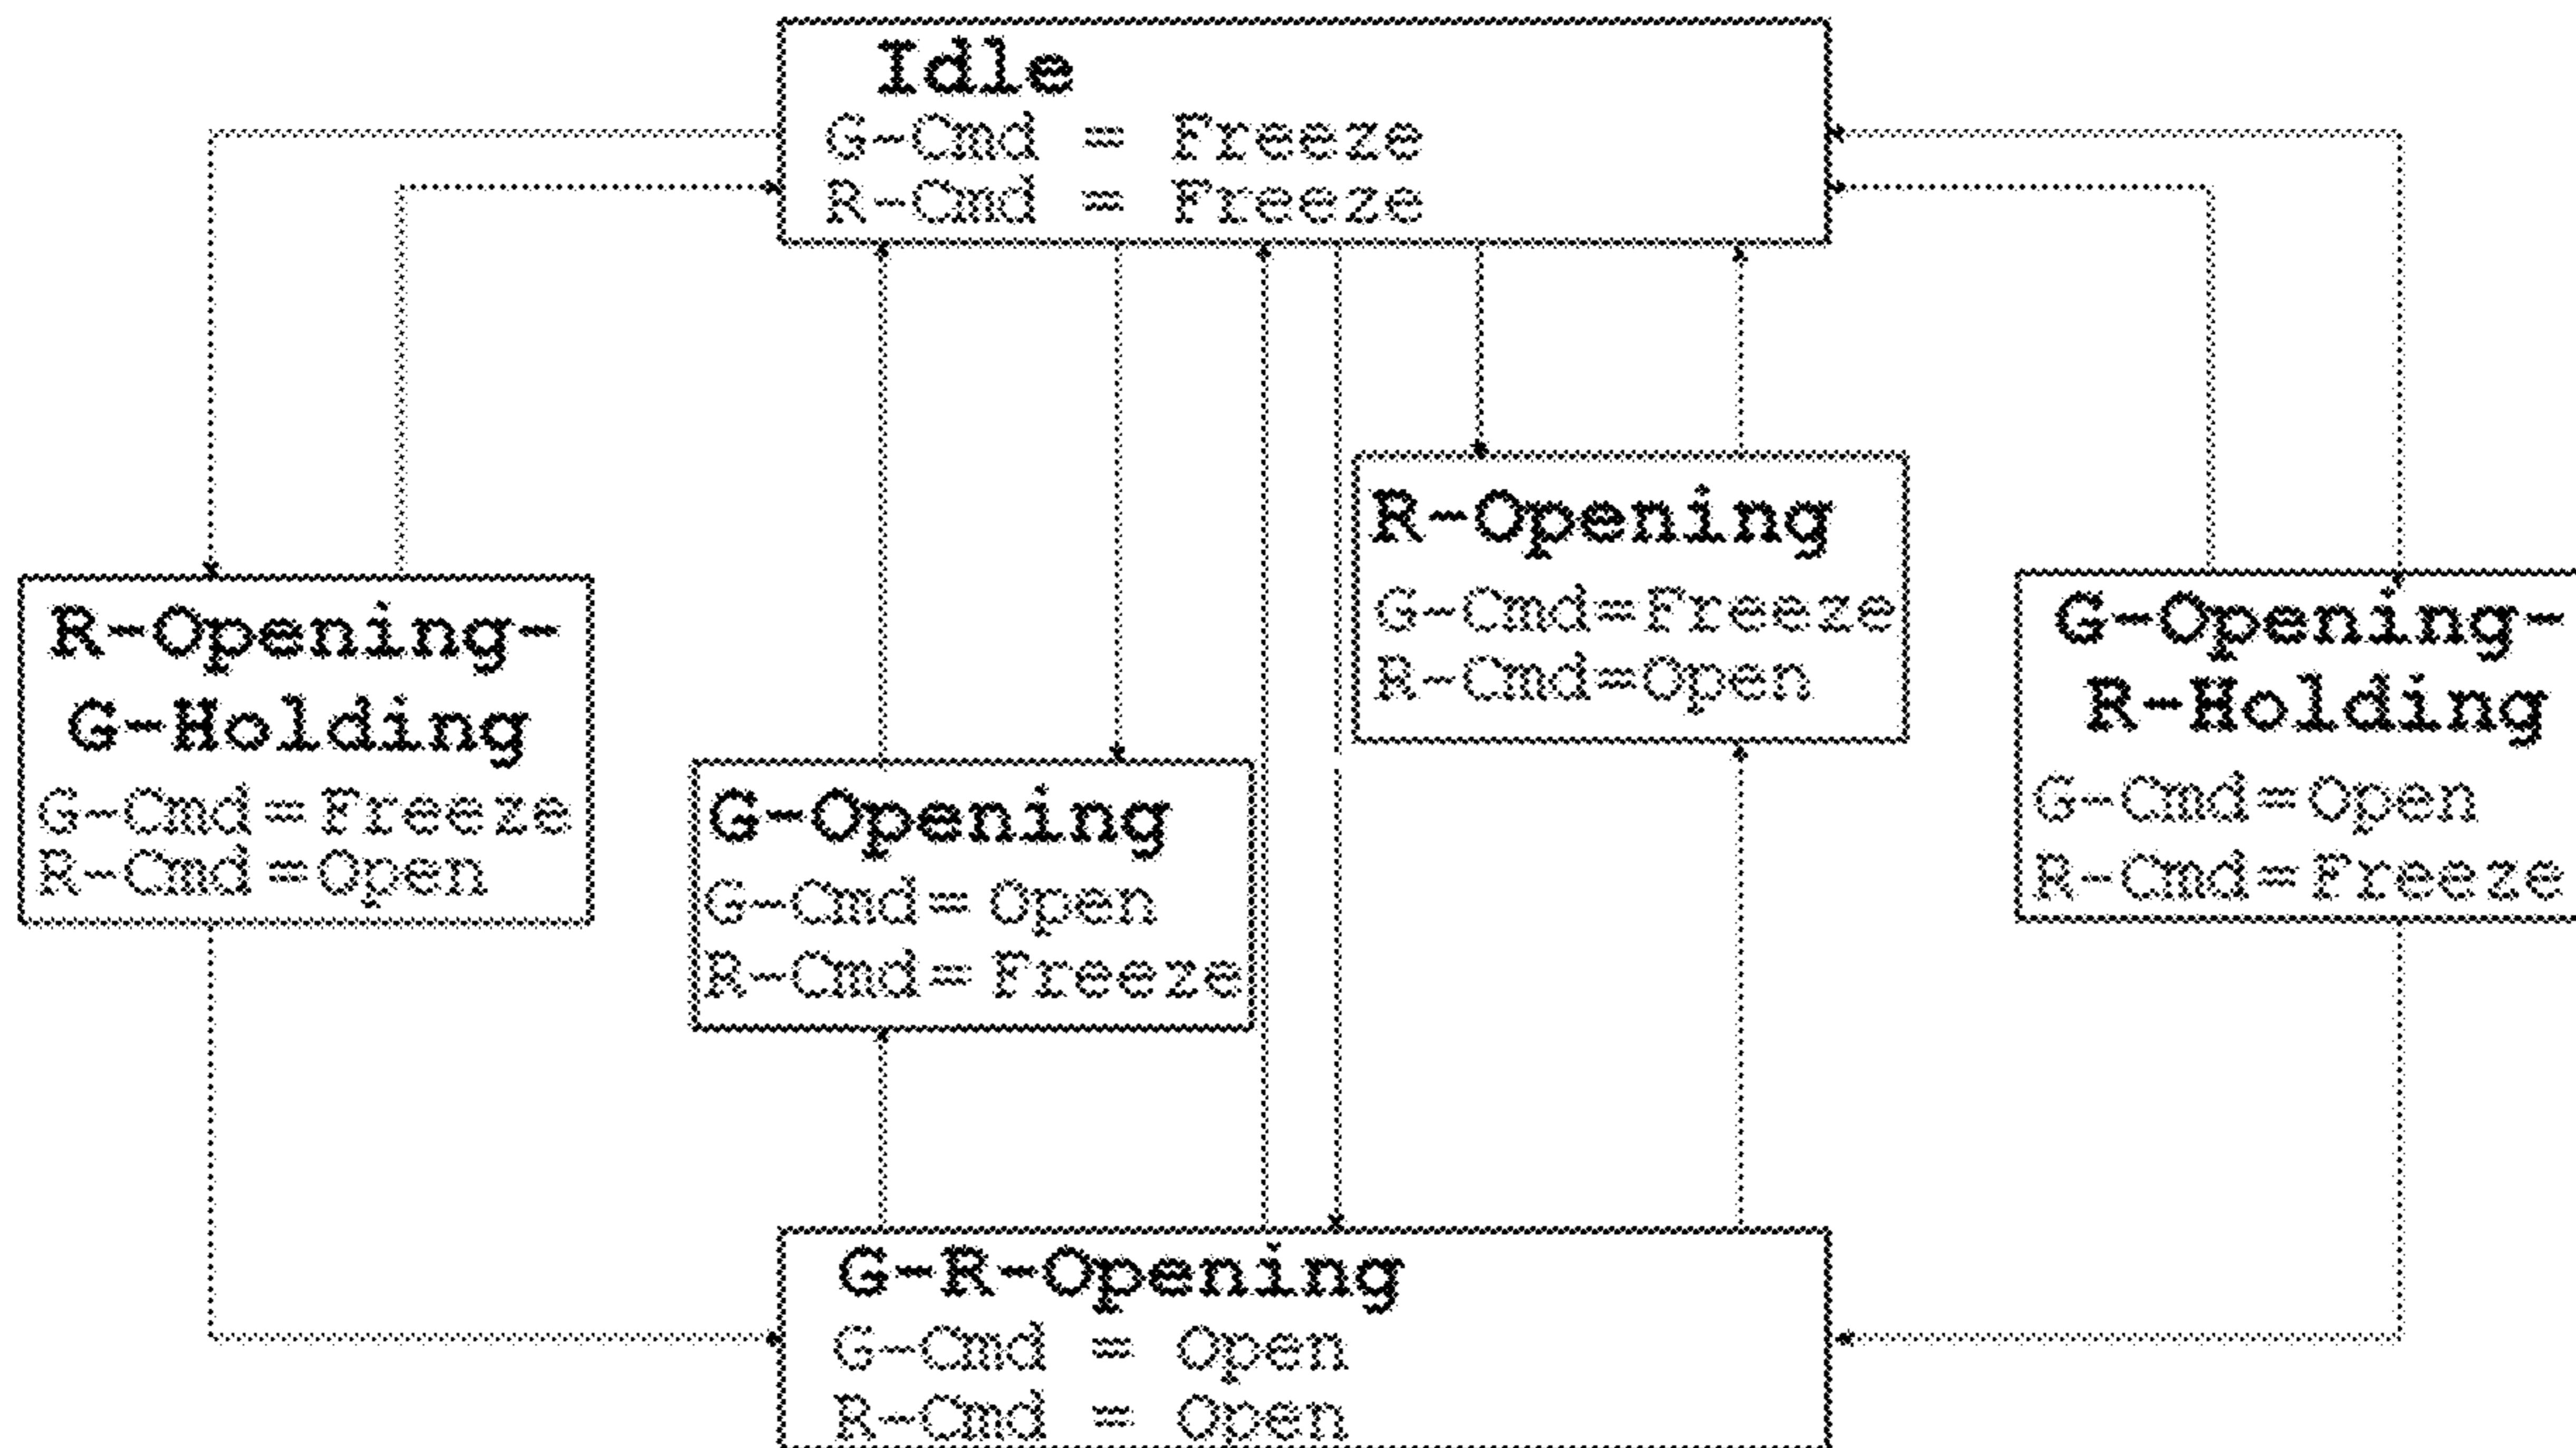 Idle
G-Cmd = Freeze
R-Cmd = Freeze
R-Opening
G-Cmd=Freeze
R-Cmd=Open
R-Opening-
G-Holding
G-Cmd=Freeze
R-Cmd=Open
G-Opening-
R-Holding
G-Cmd=Open
R-Cmd=Freeze
G-Opening
G-Cmd= Open
R-Cmd= Freeze
G-R-Opening
G-Cmd = Open
R-Cmd = Open